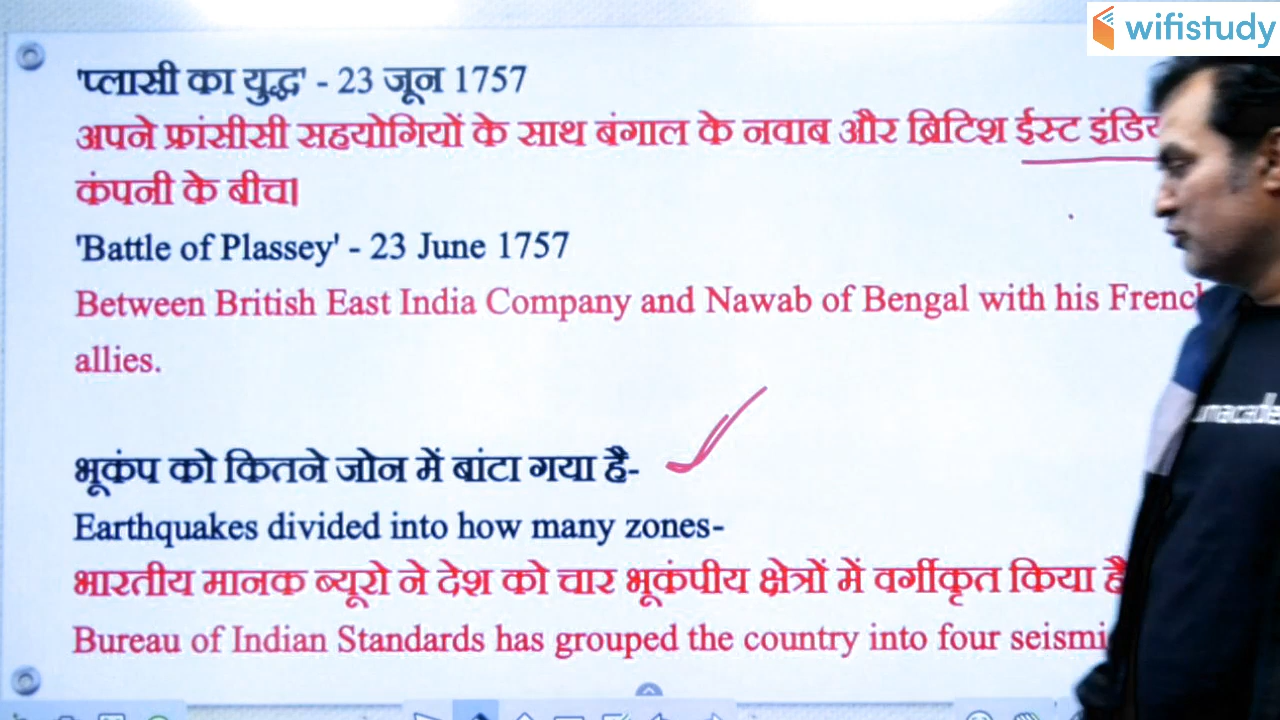 wifistudy
'प्लासी का युद्ध' - 23 जून 1757
अपने फ्रांसीसी सहयोगियों के साथ बंगाल के नवाब और ब्रिटिश ईस्ट
कंपनी के बीच।
'Battle of Plassey' - 23 June 1757
Between British East India Company and Nawab of Bengal with his French
allies.
भूकंप को कितने जोन में बांटा गया है-
Earthquakes divided into how many zones-
भारतीय मानक ब्यूरो ने देश को चार भूकंपीय क्षेत्रों में वर्गीकृत किया है
Bureau of Indian Standards has grouped the country into four